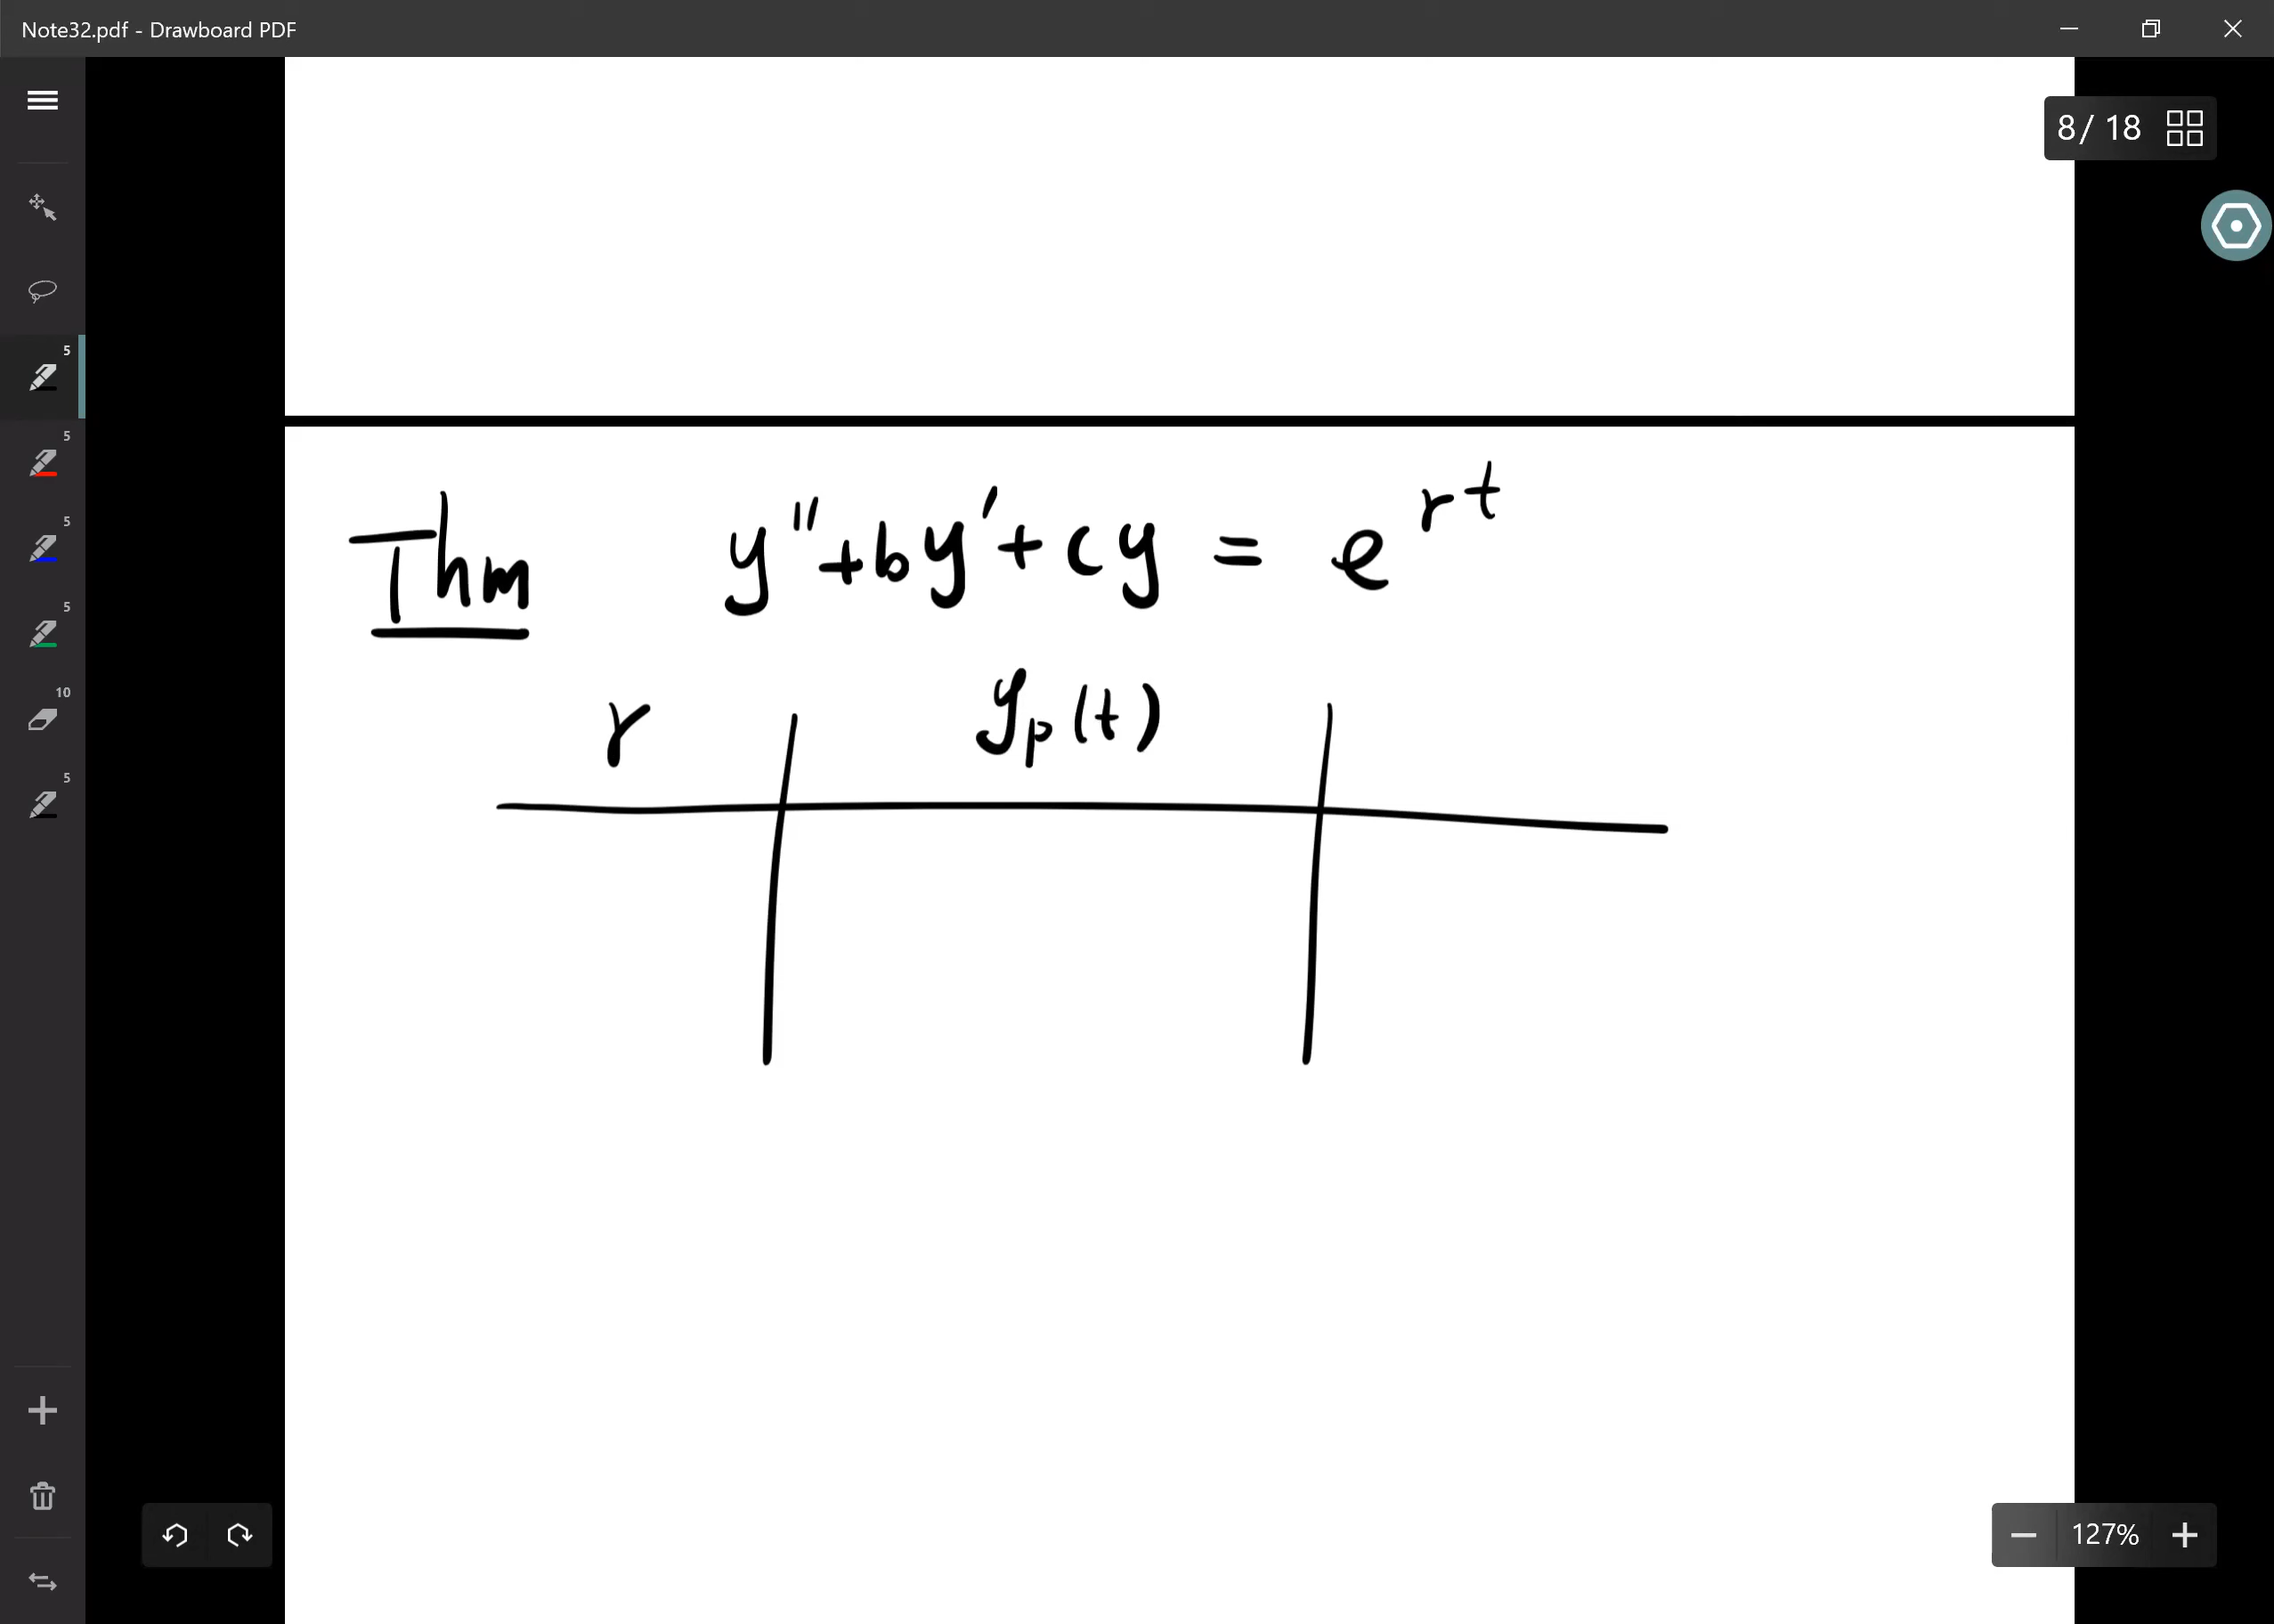 Note32.pdf - Drawboard PDF
8 / 18
5
5
5
5
10
5
Thm y'' + by' + cy = e^{rt}
r y_p(t)
127%